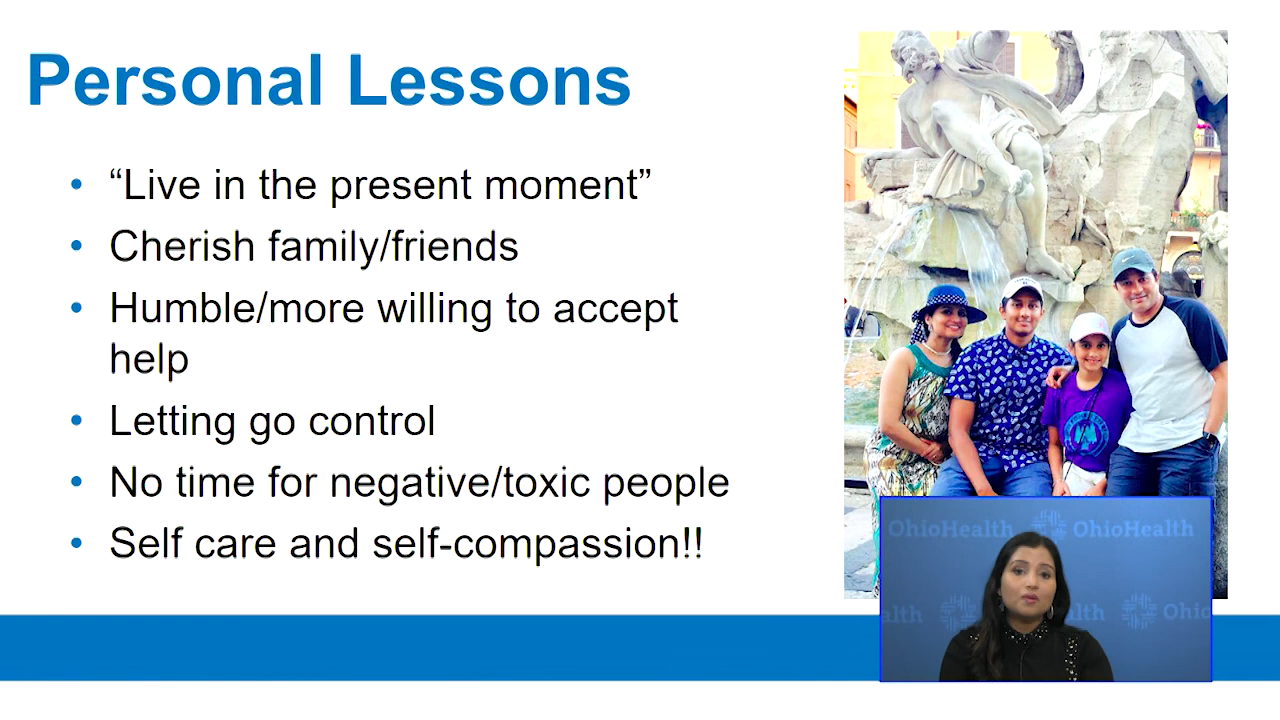 Personal Lessons
• “Live in the present moment”
• Cherish family/friends
• Humble/more willing to accept
help
• Letting go control
• No time for negative/toxic people
• Self care and self-compassion!!
OhioHealth OhioHealth
alth alth Ohio